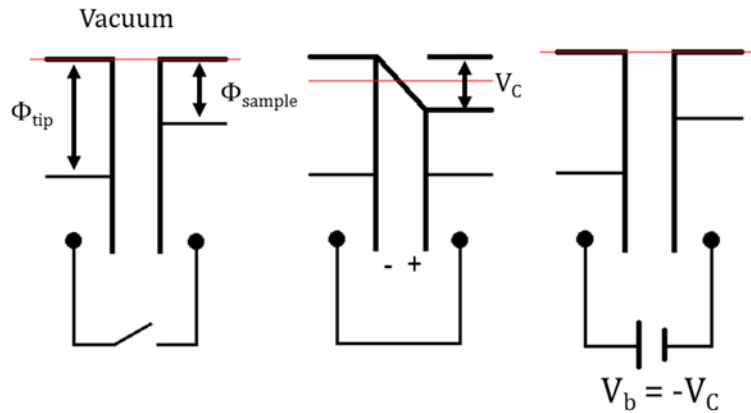 Vacuum
Φtip
Φsample
VC
- +
Vb = -VC